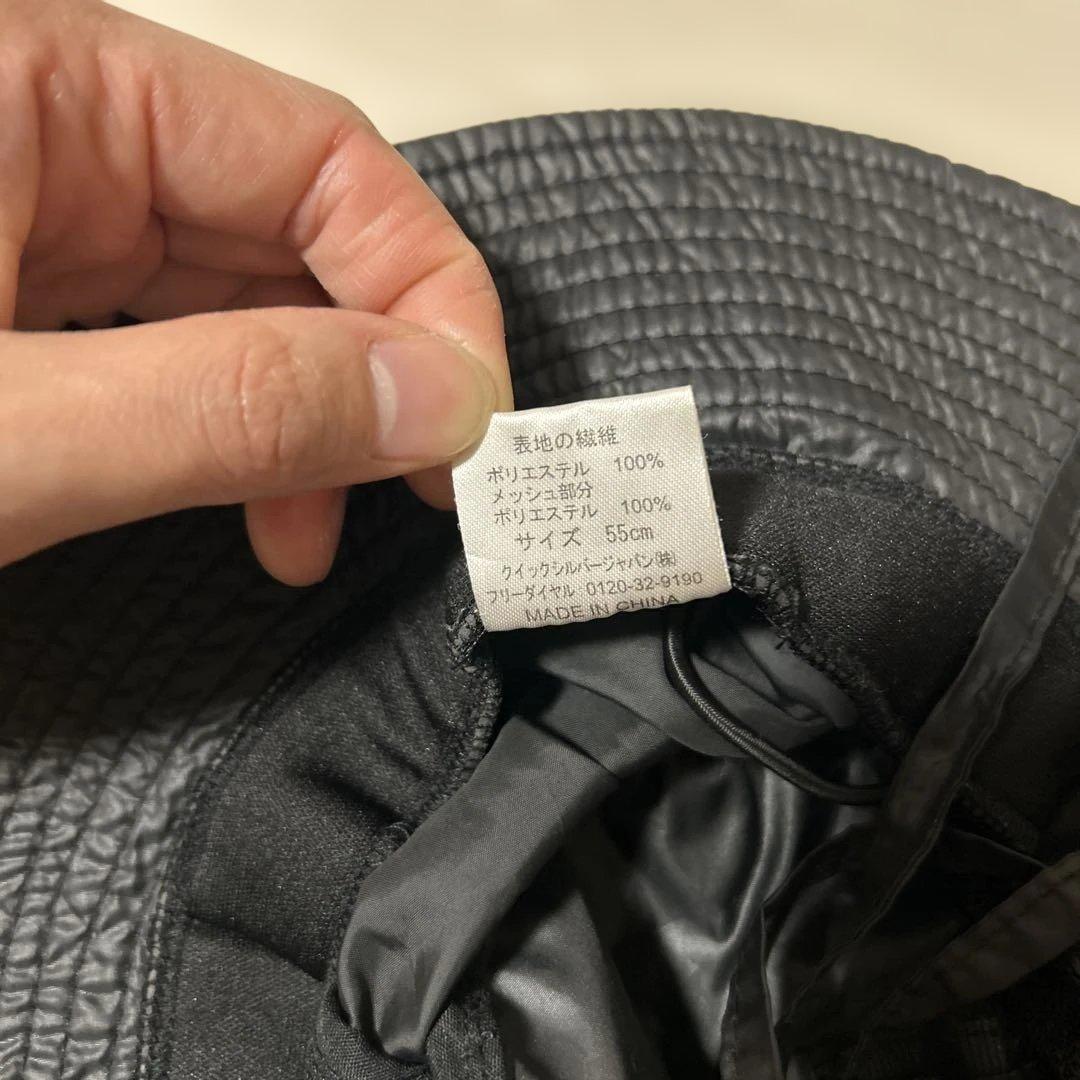 表地の繊維
ポリエステル 100%
メッシュ部分
ポリエステル 100%
サイズ 55cm
クイックシルバージャパン㈱
フリーダイヤル 0120-32-9190
MADE IN CHINA